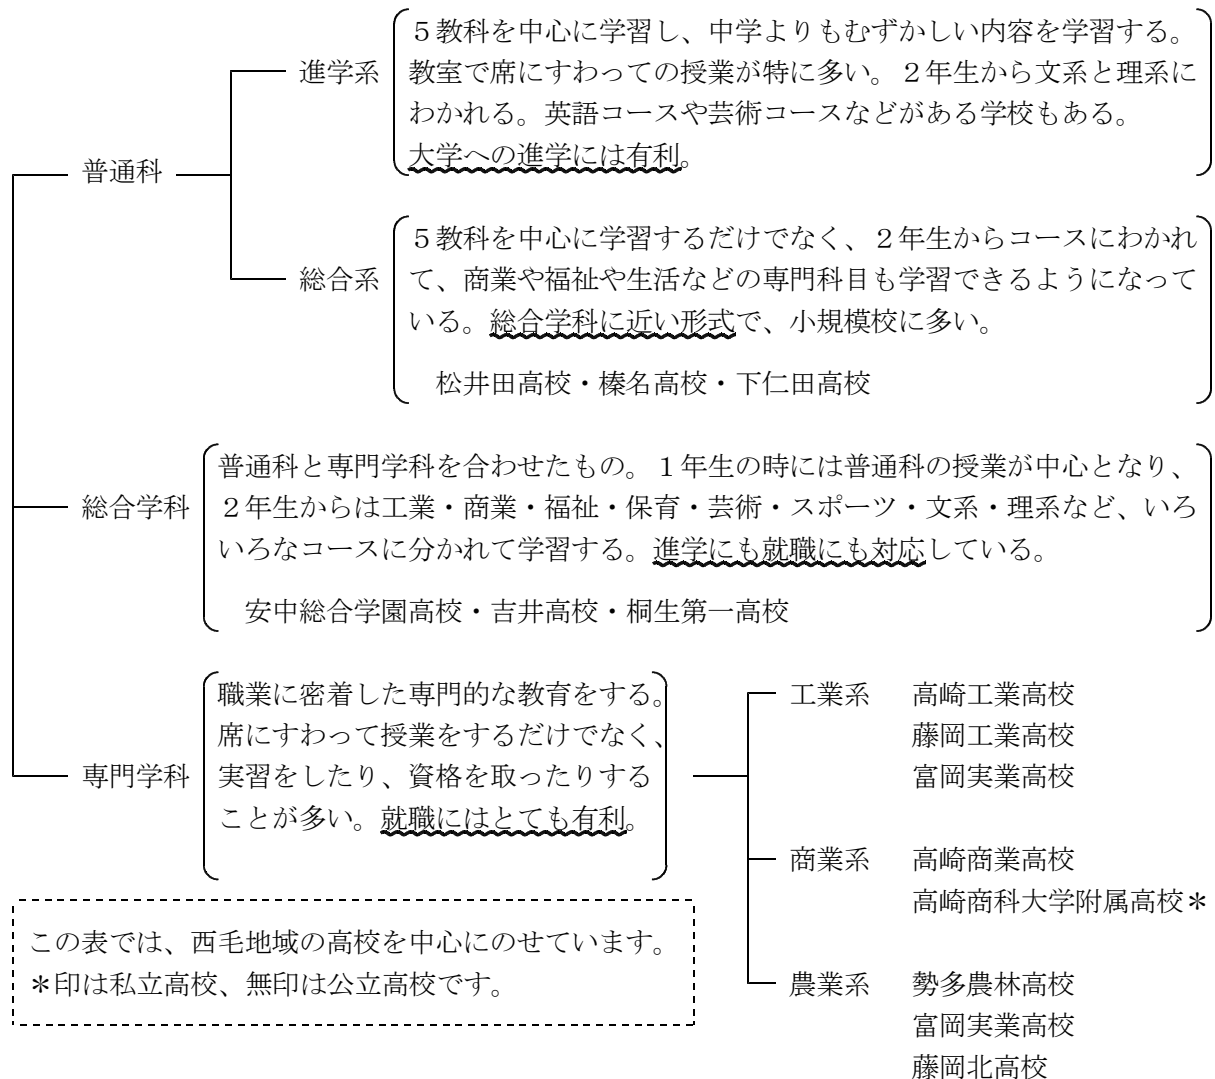 普通科
進学系
５教科を中心に学習し、中学よりもむずかしい内容を学習する。
教室で席にすわっての授業が特に多い。２年生から文系と理系に
わかれる。英語コースや芸術コースなどがある学校もある。
大学への進学には有利。
総合系
５教科を中心に学習するだけでなく、２年生からコースにわかれ
て、商業や福祉や生活などの専門科目も学習できるようになって
いる。総合学科に近い形式で、小規模校に多い。
松井田高校・榛名高校・下仁田高校
総合学科
普通科と専門学科を合わせたもの。１年生の時には普通科の授業が中心となり、
２年生からは工業・商業・福祉・保育・芸術・スポーツ・文系・理系など、いろ
いろなコースに分かれて学習する。進学にも就職にも対応している。
安中総合学園高校・吉井高校・桐生第一高校
専門学科
職業に密着した専門的な教育をする。
席にすわって授業をするだけでなく、
実習をしたり、資格を取ったりする
ことが多い。就職にはとても有利。
工業系　高崎工業高校
藤岡工業高校
富岡実業高校
商業系　高崎商業高校
高崎商科大学附属高校＊
農業系　勢多農林高校
富岡実業高校
藤岡北高校
この表では、西毛地域の高校を中心にのせています。
＊印は私立高校、無印は公立高校です。